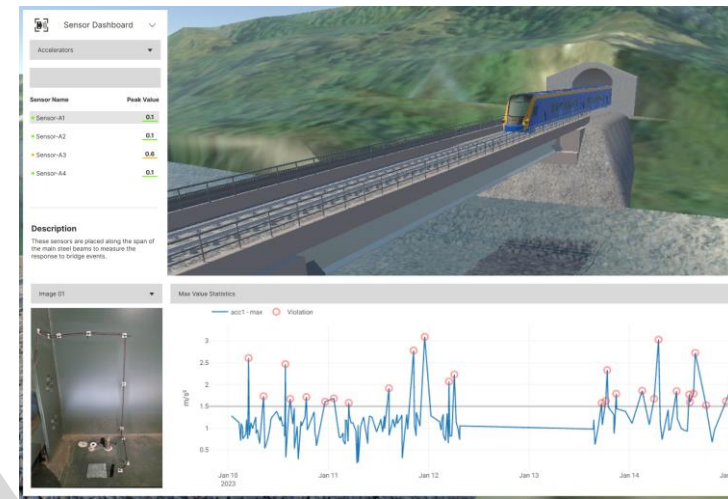 Sensor Dashboard
Accelerators
Sensor Name Peak Value
Sensor-A1 0.1
Sensor-A2 0.1
Sensor-A3 0.6
Sensor-A4 0.1
Description
These sensors are placed along the span of
the main steel beams to measure the
response to bridge events.
Image 01
Max Value Statistics
acc1 - max Violation
m/s²
3
2.5
2
1.5
1
0.5
Jan 10 Jan 11 Jan 12 Jan 13 Jan 14 Jan
2023